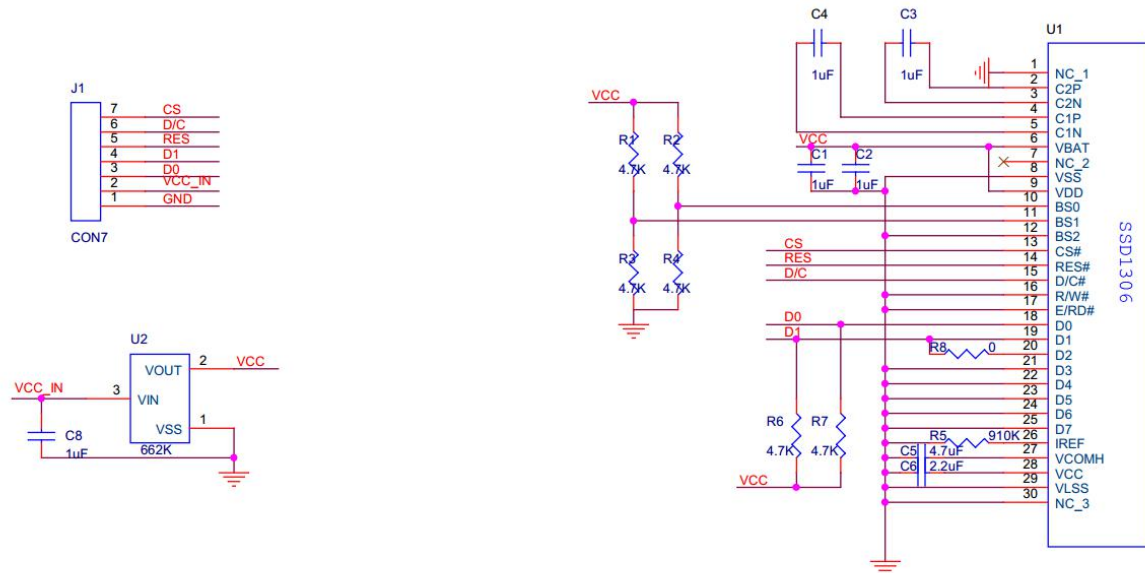 J1
7 CS
6 D/C
5 RES
4 D1
3 D0
2 VCC_IN
1 GND
CON7
U2
VCC_IN
3 VIN
VOUT 2 VCC
VSS 1
662K
C8
1uF
VCC
R1
4.7K
R2
4.7K
R3
4.7K
R4
4.7K
C4
1uF
C3
1uF
VCC
C1
1uF
C2
1uF
CS
RES
D/C
D0
D1
R8 0
R6
4.7K
R7
4.7K
VCC
R5 910K
C5 4.7uF
C6 2.2uF
U1
1 NC_1
2 C2P
3 C2N
4 C1P
5 C1N
6 VBAT
7 NC_2
8 VSS
9 VDD
10 BS0
11 BS1
12 BS2
13 CS#
14 RES#
15 D/C#
16 R/W#
17 E/RD#
18 D0
19 D1
20 D2
21 D3
22 D4
23 D5
24 D6
25 D7
26 IREF
27 VCOMH
28 VCC
29 VLSS
30 NC_3
SSD1306